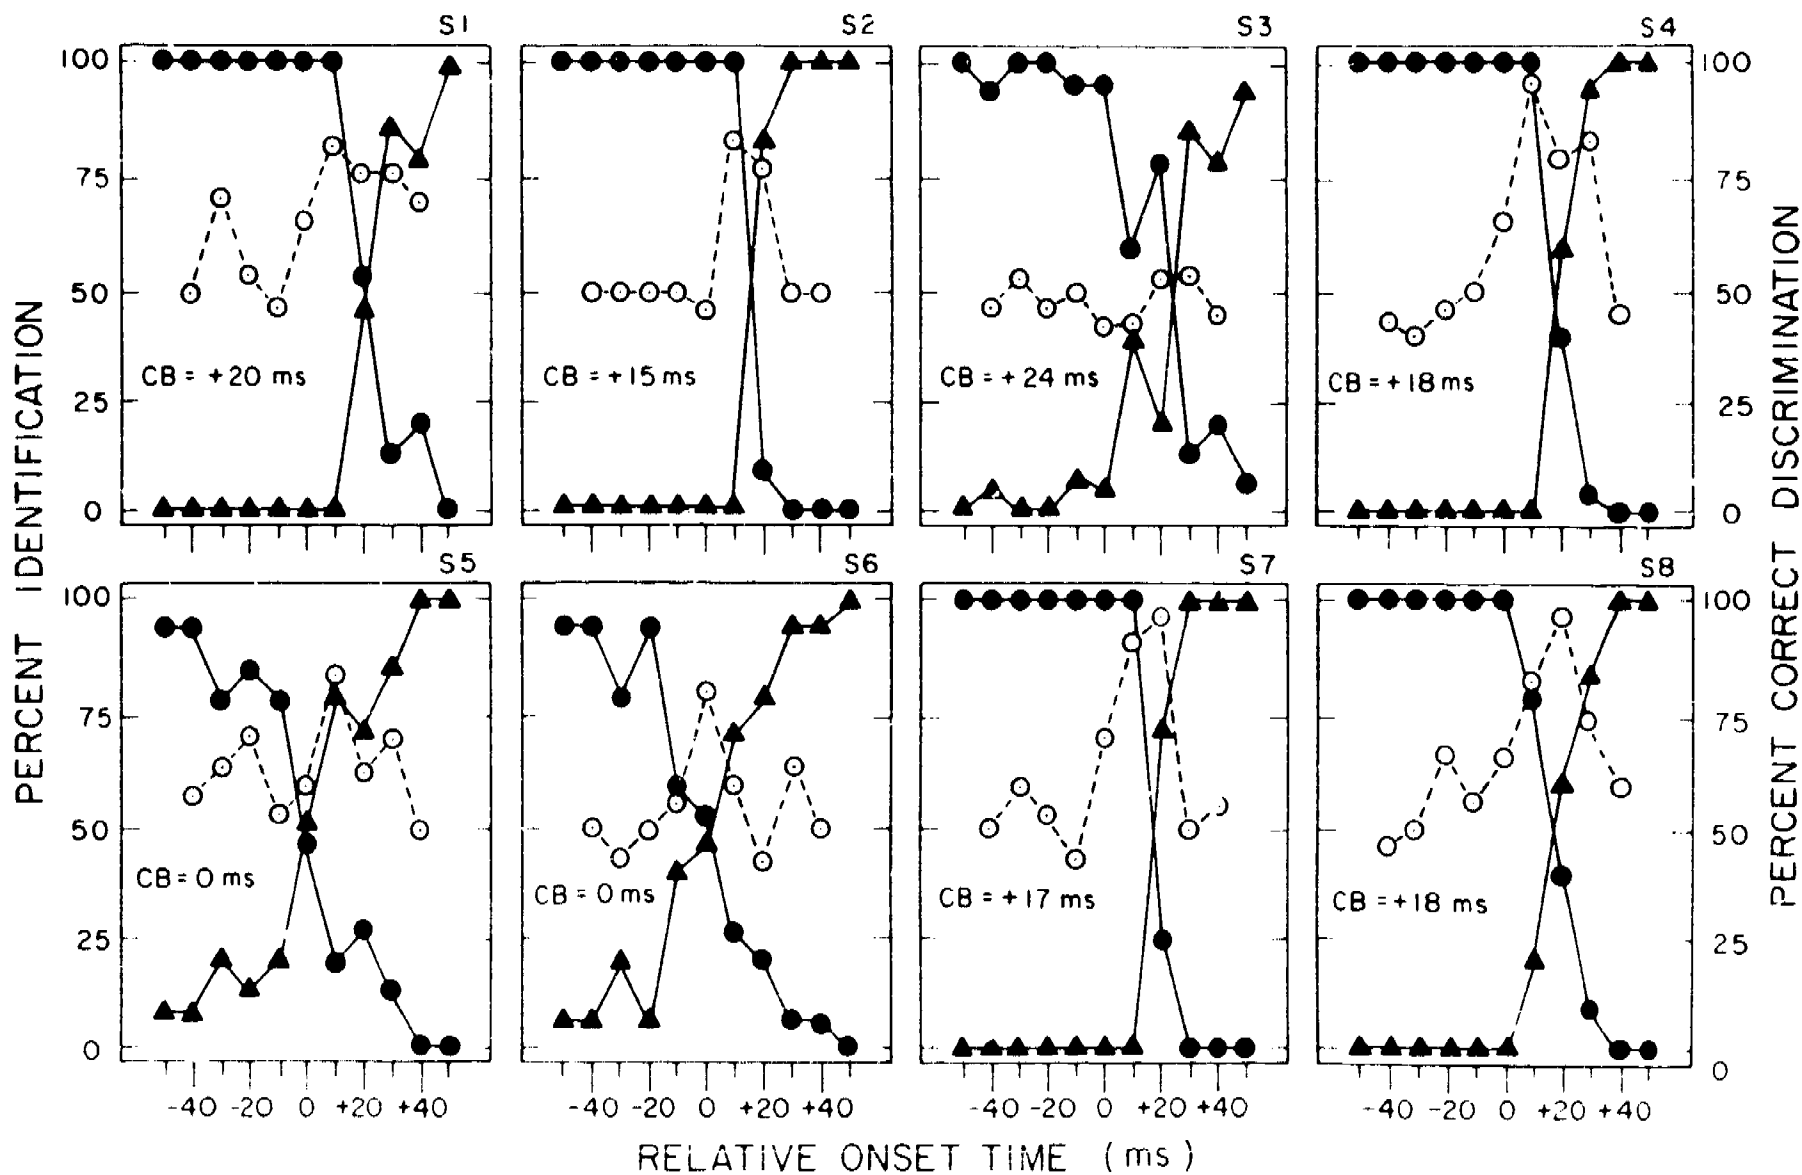 S1 S2 S3 S4
100 100
75 75
50 50
CB = +20 ms CB = +15 ms CB = +24 ms CB = +18 ms
25 25
0 0
S5 S6 S7 S8
100 100
75 75
50 50
CB = 0 ms CB = 0 ms CB = +17 ms CB = +18 ms
25 25
0 0
-40 -20 0 +20 +40 -40 -20 0 +20 +40 -40 -20 0 +20 +40 -40 -20 0 +20 +40
PERCENT IDENTIFICATION
PERCENT CORRECT DISCRIMINATION
RELATIVE ONSET TIME (ms)